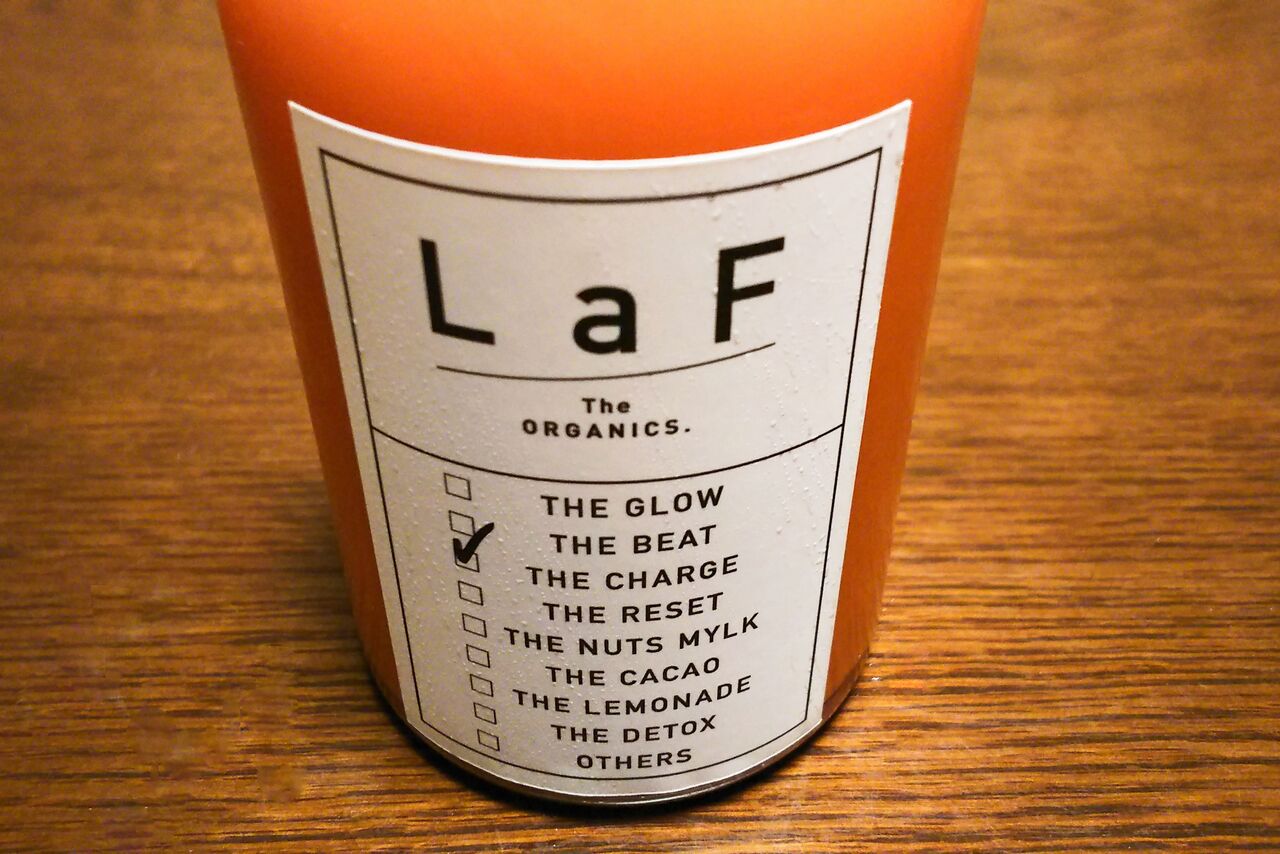 LaF
The
ORGANICS.
THE GLOW
THE BEAT
THE CHARGE
THE RESET
THE NUTS MYLK
THE CACAO
THE LEMONADE
THE DETOX
OTHERS